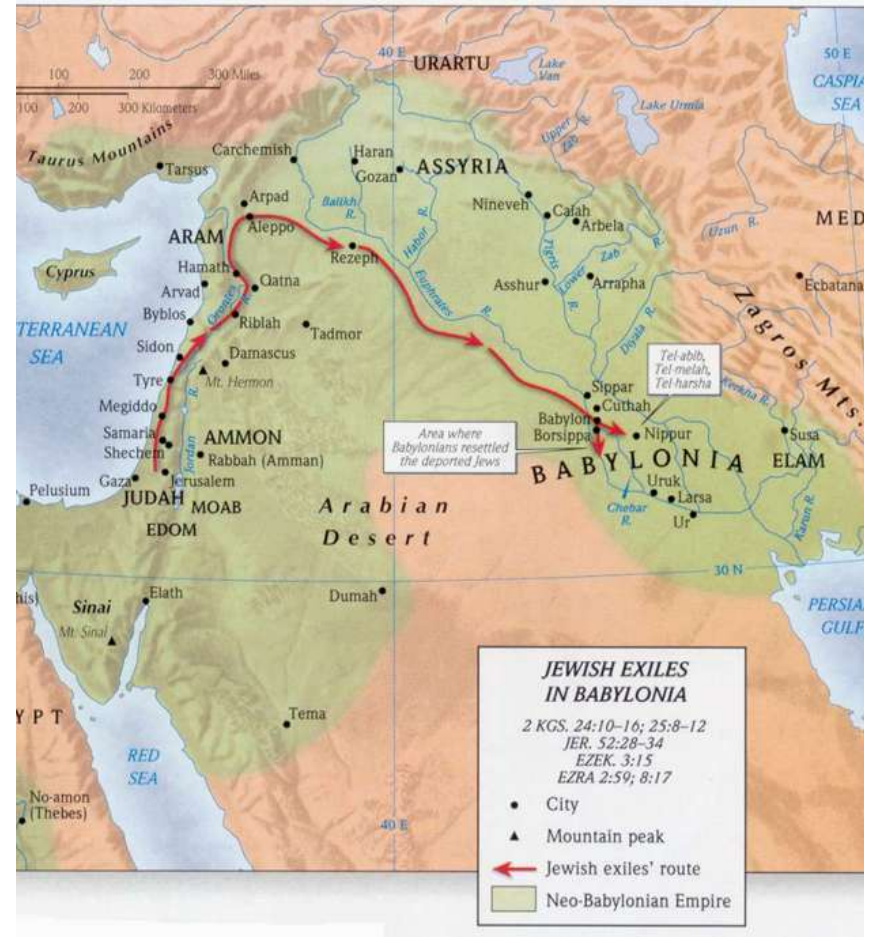 40 E
URARTU
50 E
CASPIA
SEA
Lake
Van
Lake Urmia
100 200 300 Miles
100 200 300 Kilometers
Taurus Mountains
Tarsus
Carchemish
Haran
Gozan
ASSYRIA
Upper
Zab R.
Arpad
Aleppo
Balikh
R.
Habor R.
Nineveh
Calah
Arbela
Uzun R.
MED
ARAM
Rezeph
Tigris
R.
Lower Zab R.
Cyprus
Hamath
Qatna
Arvad
Orontes R.
Euphrates R.
Asshur
Arrapha
Ecbatana
Byblos
Riblah
Tadmor
Diyala R.
Zagros Mts.
TERRANEAN
SEA
Sidon
Damascus
Mt. Hermon
Tyre
Tel-abib,
Tel-melah,
Tel-harsha
Kerkha R.
Sippar
Cuthah
Megiddo
Jordan R.
Babylon
Borsippa
Nippur
Susa
Samaria
Shechem
AMMON
Rabbah (Amman)
Area where
Babylonians resettled
the deported Jews
BABYLONIA
ELAM
Gaza
Jerusalem
Pelusium
JUDAH
MOAB
Arabian
Desert
Uruk
Larsa
Ur
Chebar
R.
Karun R.
EDOM
30 N
his)
Sinai
Mt. Sinai
Elath
Dumah
PERSIA
GULF
YPT
Tema
RED
SEA
No-amon
(Thebes)
40 E
JEWISH EXILES
IN BABYLONIA
2 KGS. 24:10–16; 25:8–12
JER. 52:28–34
EZEK. 3:15
EZRA 2:59; 8:17
City
Mountain peak
Jewish exiles' route
Neo-Babylonian Empire